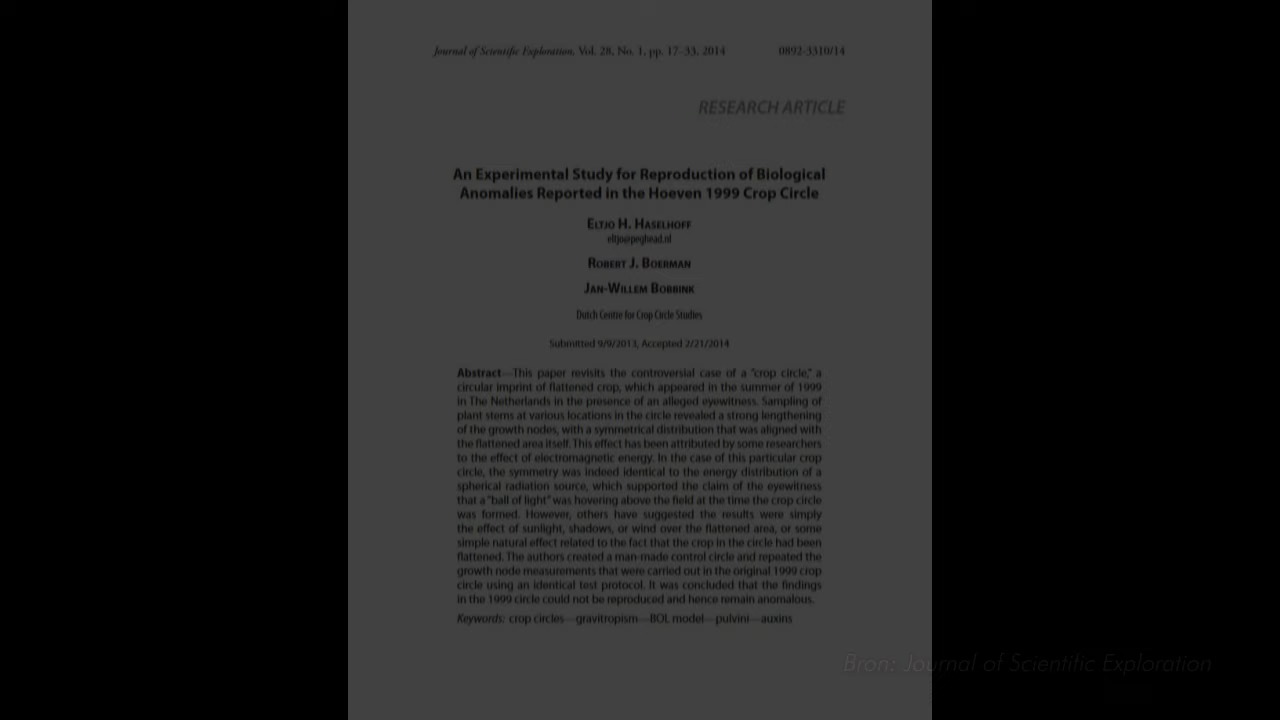 Journal of Scientific Exploration, Vol. 28, No. 1, pp. 17–33, 2014 0892-3310/14
RESEARCH ARTICLE
An Experimental Study for Reproduction of Biological
Anomalies Reported in the Hoeven 1999 Crop Circle
Eltjo H. Haselhoff
eltjo@peghead.nl
Robert J. Boerman
Jan-Willem Bobbink
Dutch Centre for Crop Circle Studies
Submitted 9/9/2013, Accepted 2/21/2014
Abstract—This paper revisits the controversial case of a "crop circle," a
circular imprint of flattened crop, which appeared in the summer of 1999
in The Netherlands in the presence of an alleged eyewitness. Sampling of
plant stems at various locations in the circle revealed a strong lengthening
of the growth nodes, with a symmetrical distribution that was aligned with
the flattened area itself. This effect has been attributed by some researchers
to the effect of electromagnetic energy. In the case of this particular crop
circle, the symmetry was indeed identical to the energy distribution of a
spherical radiation source, which supported the claim of the eyewitness
that a "ball of light" was hovering above the field at the time the crop circle
was formed. However, others have suggested the results were simply
the effect of sunlight, shadows, or wind over the flattened area, or some
simple natural effect related to the fact that the crop in the circle had been
flattened. The authors created a man-made control circle and repeated the
growth node measurements that were carried out in the original 1999 crop
circle using an identical test protocol. It was concluded that the findings
in the 1999 circle could not be reproduced and hence remain anomalous.
Keywords: crop circles—gravitropism—BOL model—pulvini—auxins
Bron: Journal of Scientific Exploration